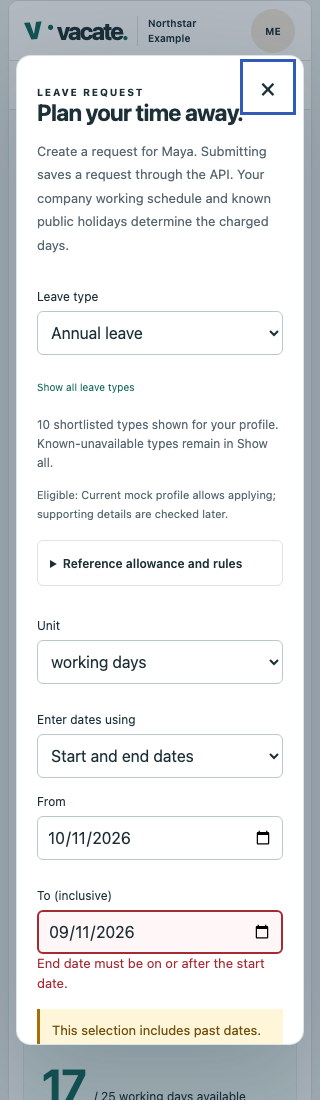 vacate.
Northstar
Example
ME
LEAVE REQUEST
Plan your time away.
×
Create a request for Maya. Submitting
saves a request through the API. Your
company working schedule and known
public holidays determine the charged
days.
Leave type
Annual leave
Show all leave types
10 shortlisted types shown for your profile.
Known-unavailable types remain in Show
all.
Eligible: Current mock profile allows applying;
supporting details are checked later.
Reference allowance and rules
Unit
working days
Enter dates using
Start and end dates
From
10/11/2026
To (inclusive)
09/11/2026
End date must be on or after the start
date.
This selection includes past dates.
17 / 25 working days available